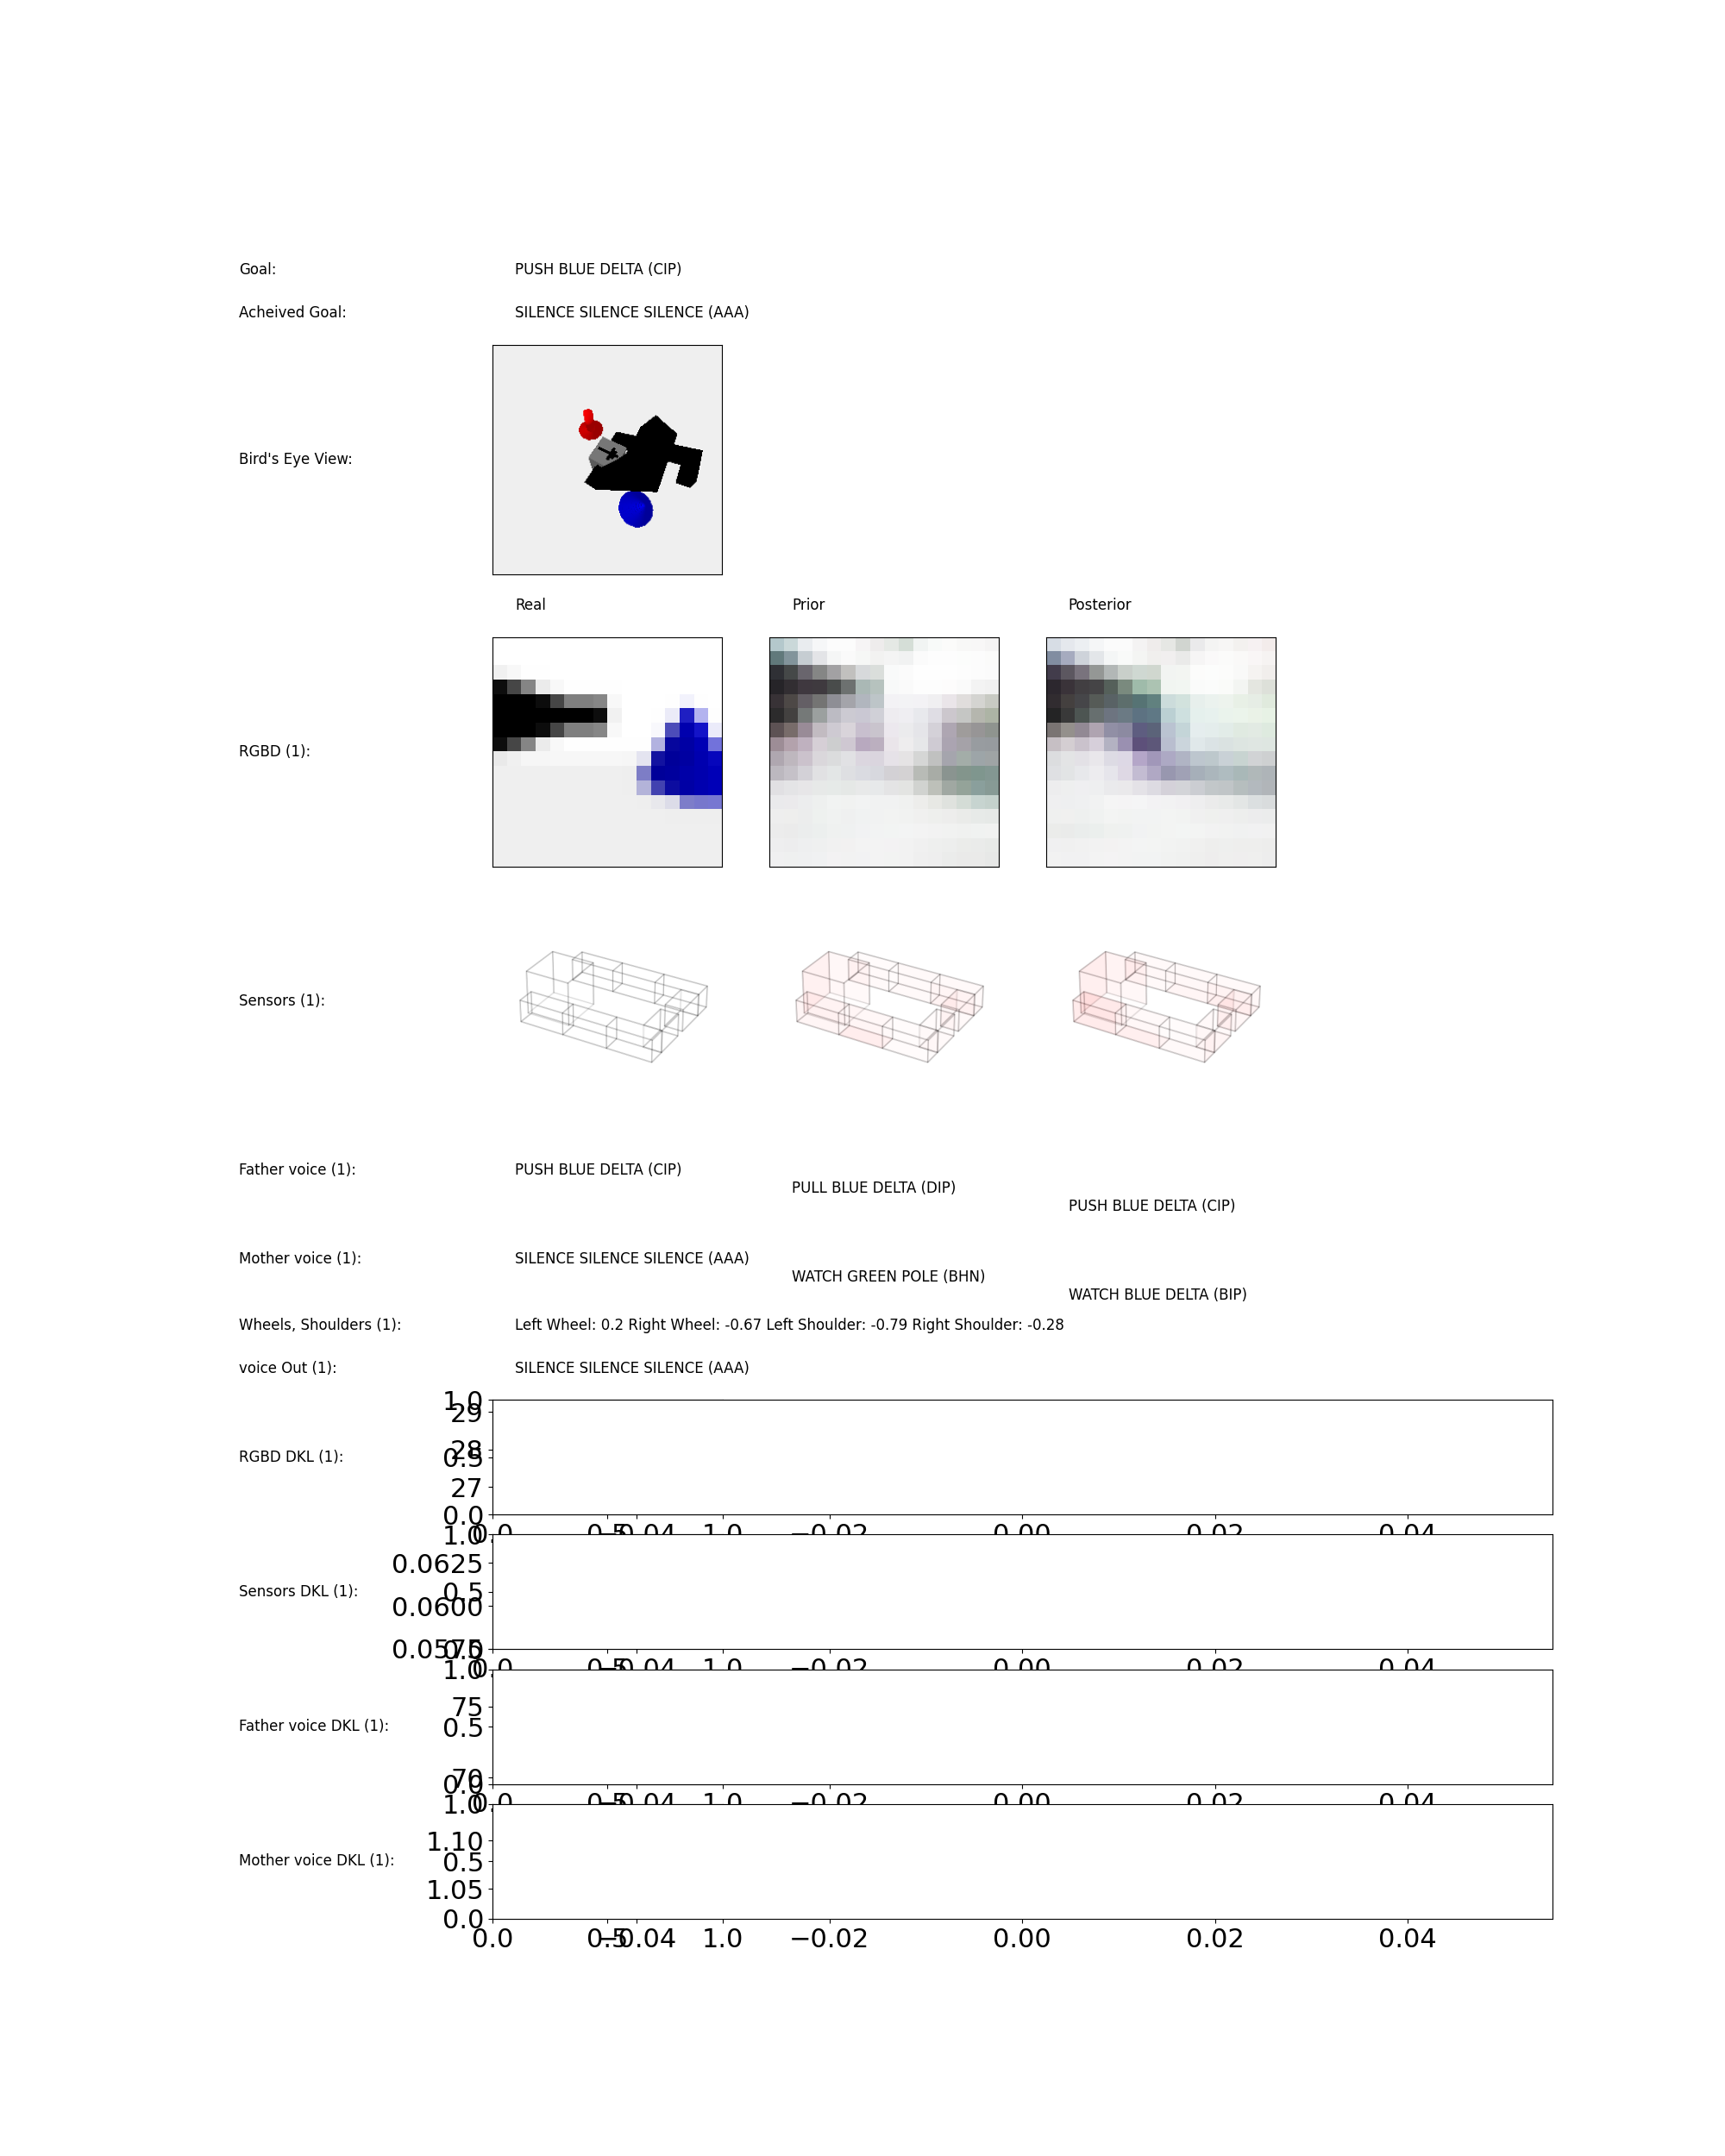 Goal: PUSH BLUE DELTA (CIP)
Acheived Goal: SILENCE SILENCE SILENCE (AAA)
Bird's Eye View:
Real Prior Posterior
RGBD (1):
Sensors (1):
Father voice (1): PUSH BLUE DELTA (CIP)
PULL BLUE DELTA (DIP)
PUSH BLUE DELTA (CIP)
Mother voice (1): SILENCE SILENCE SILENCE (AAA)
WATCH GREEN POLE (BHN)
WATCH BLUE DELTA (BIP)
Wheels, Shoulders (1): Left Wheel: 0.2 Right Wheel: -0.67 Left Shoulder: -0.79 Right Shoulder: -0.28
voice Out (1): SILENCE SILENCE SILENCE (AAA)
1.0
29
28
RGBD DKL (1): 0.5
27
0.0
0.0 0.5 −0.04 1.0 −0.02 0.00 0.02 0.04
1.0
0.0625
Sensors DKL (1): 0.5
0.0600
0.0575 0.0
0.0 0.5 −0.04 1.0 −0.02 0.00 0.02 0.04
1.0
75
Father voice DKL (1): 0.5
70
0.0
0.0 0.5 −0.04 1.0 −0.02 0.00 0.02 0.04
1.0
1.10
Mother voice DKL (1): 0.5
1.05
0.0
0.0 0.5 −0.04 1.0 −0.02 0.00 0.02 0.04